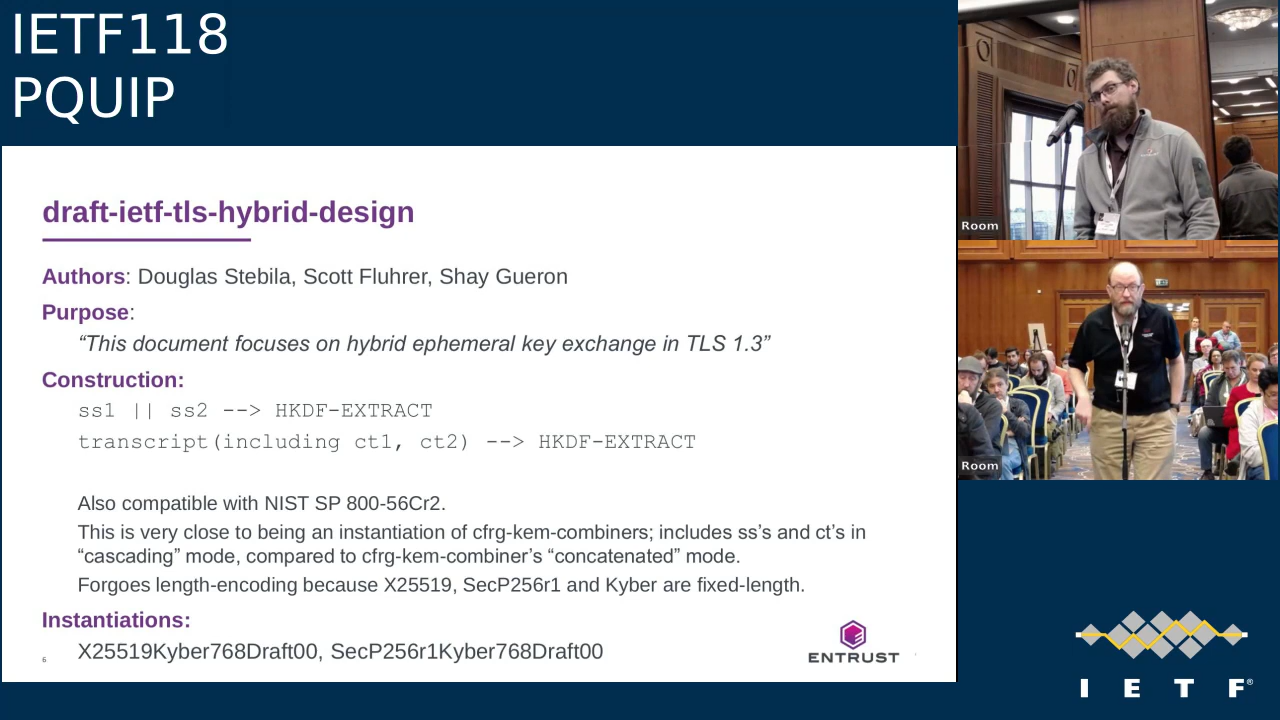 IETF118
PQUIP
draft-ietf-tls-hybrid-design
Authors: Douglas Stebila, Scott Fluhrer, Shay Gueron
Purpose:
“This document focuses on hybrid ephemeral key exchange in TLS 1.3”
Construction:
ss1 || ss2 --> HKDF-EXTRACT
transcript(including ct1, ct2) --> HKDF-EXTRACT
Also compatible with NIST SP 800-56Cr2.
This is very close to being an instantiation of cfrg-kem-combiners; includes ss’s and ct’s in
“cascading” mode, compared to cfrg-kem-combiner’s “concatenated” mode.
Forgoes length-encoding because X25519, SecP256r1 and Kyber are fixed-length.
Instantiations:
X25519Kyber768Draft00, SecP256r1Kyber768Draft00
6
ENTRUST
Room
Room
I E T F®